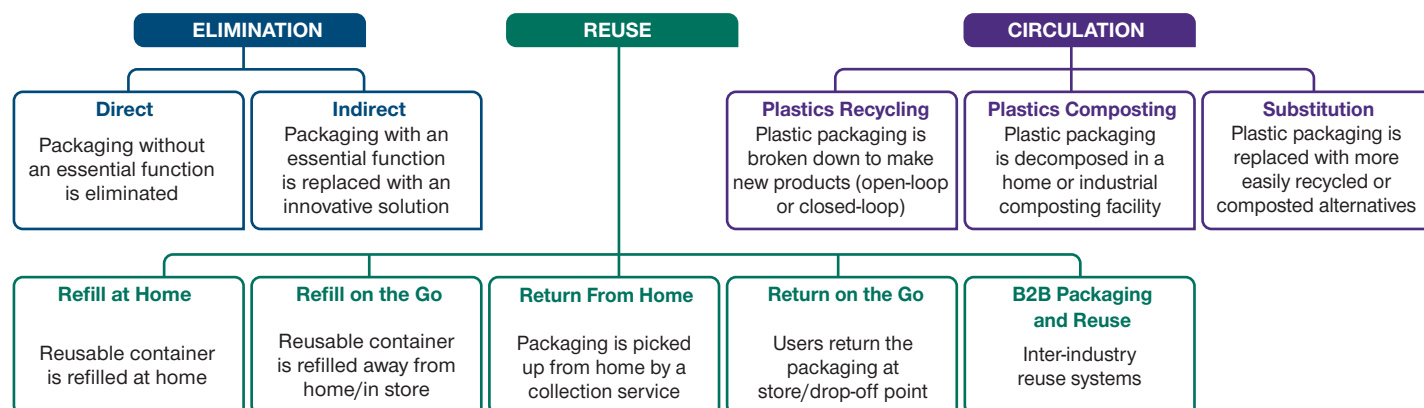 ELIMINATION
REUSE
CIRCULATION
Direct
Packaging without
an essential function
is eliminated
Indirect
Packaging with an
essential function
is replaced with an
innovative solution
Plastics Recycling
Plastic packaging is
broken down to make
new products (open-loop
or closed-loop)
Plastics Composting
Plastic packaging
is decomposed in a
home or industrial
composting facility
Substitution
Plastic packaging is
replaced with more
easily recycled or
composted alternatives
Refill at Home
Reusable container
is refilled at home
Refill on the Go
Reusable container
is refilled away from
home/in store
Return From Home
Packaging is picked
up from home by a
collection service
Return on the Go
Users return the
packaging at
store/drop-off point
B2B Packaging
and Reuse
Inter-industry
reuse systems